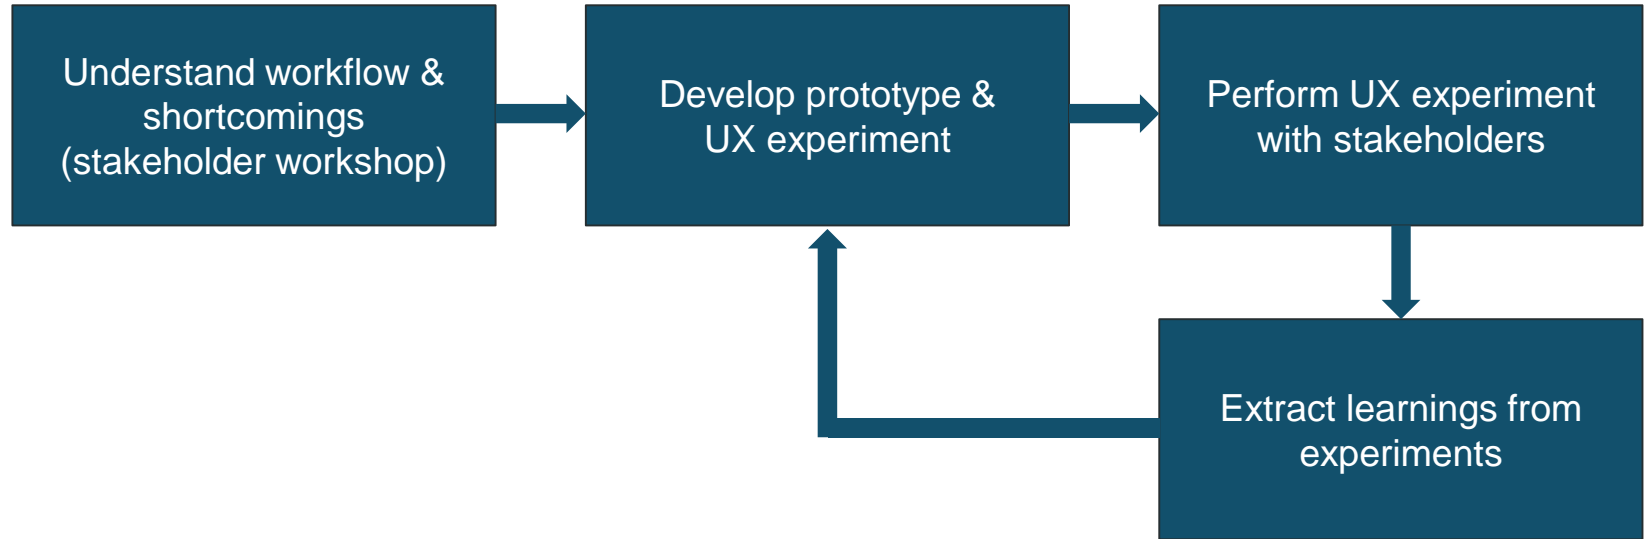 Understand workflow &
shortcomings
(stakeholder workshop)
Develop prototype &
UX experiment
Perform UX experiment
with stakeholders
Extract learnings from
experiments